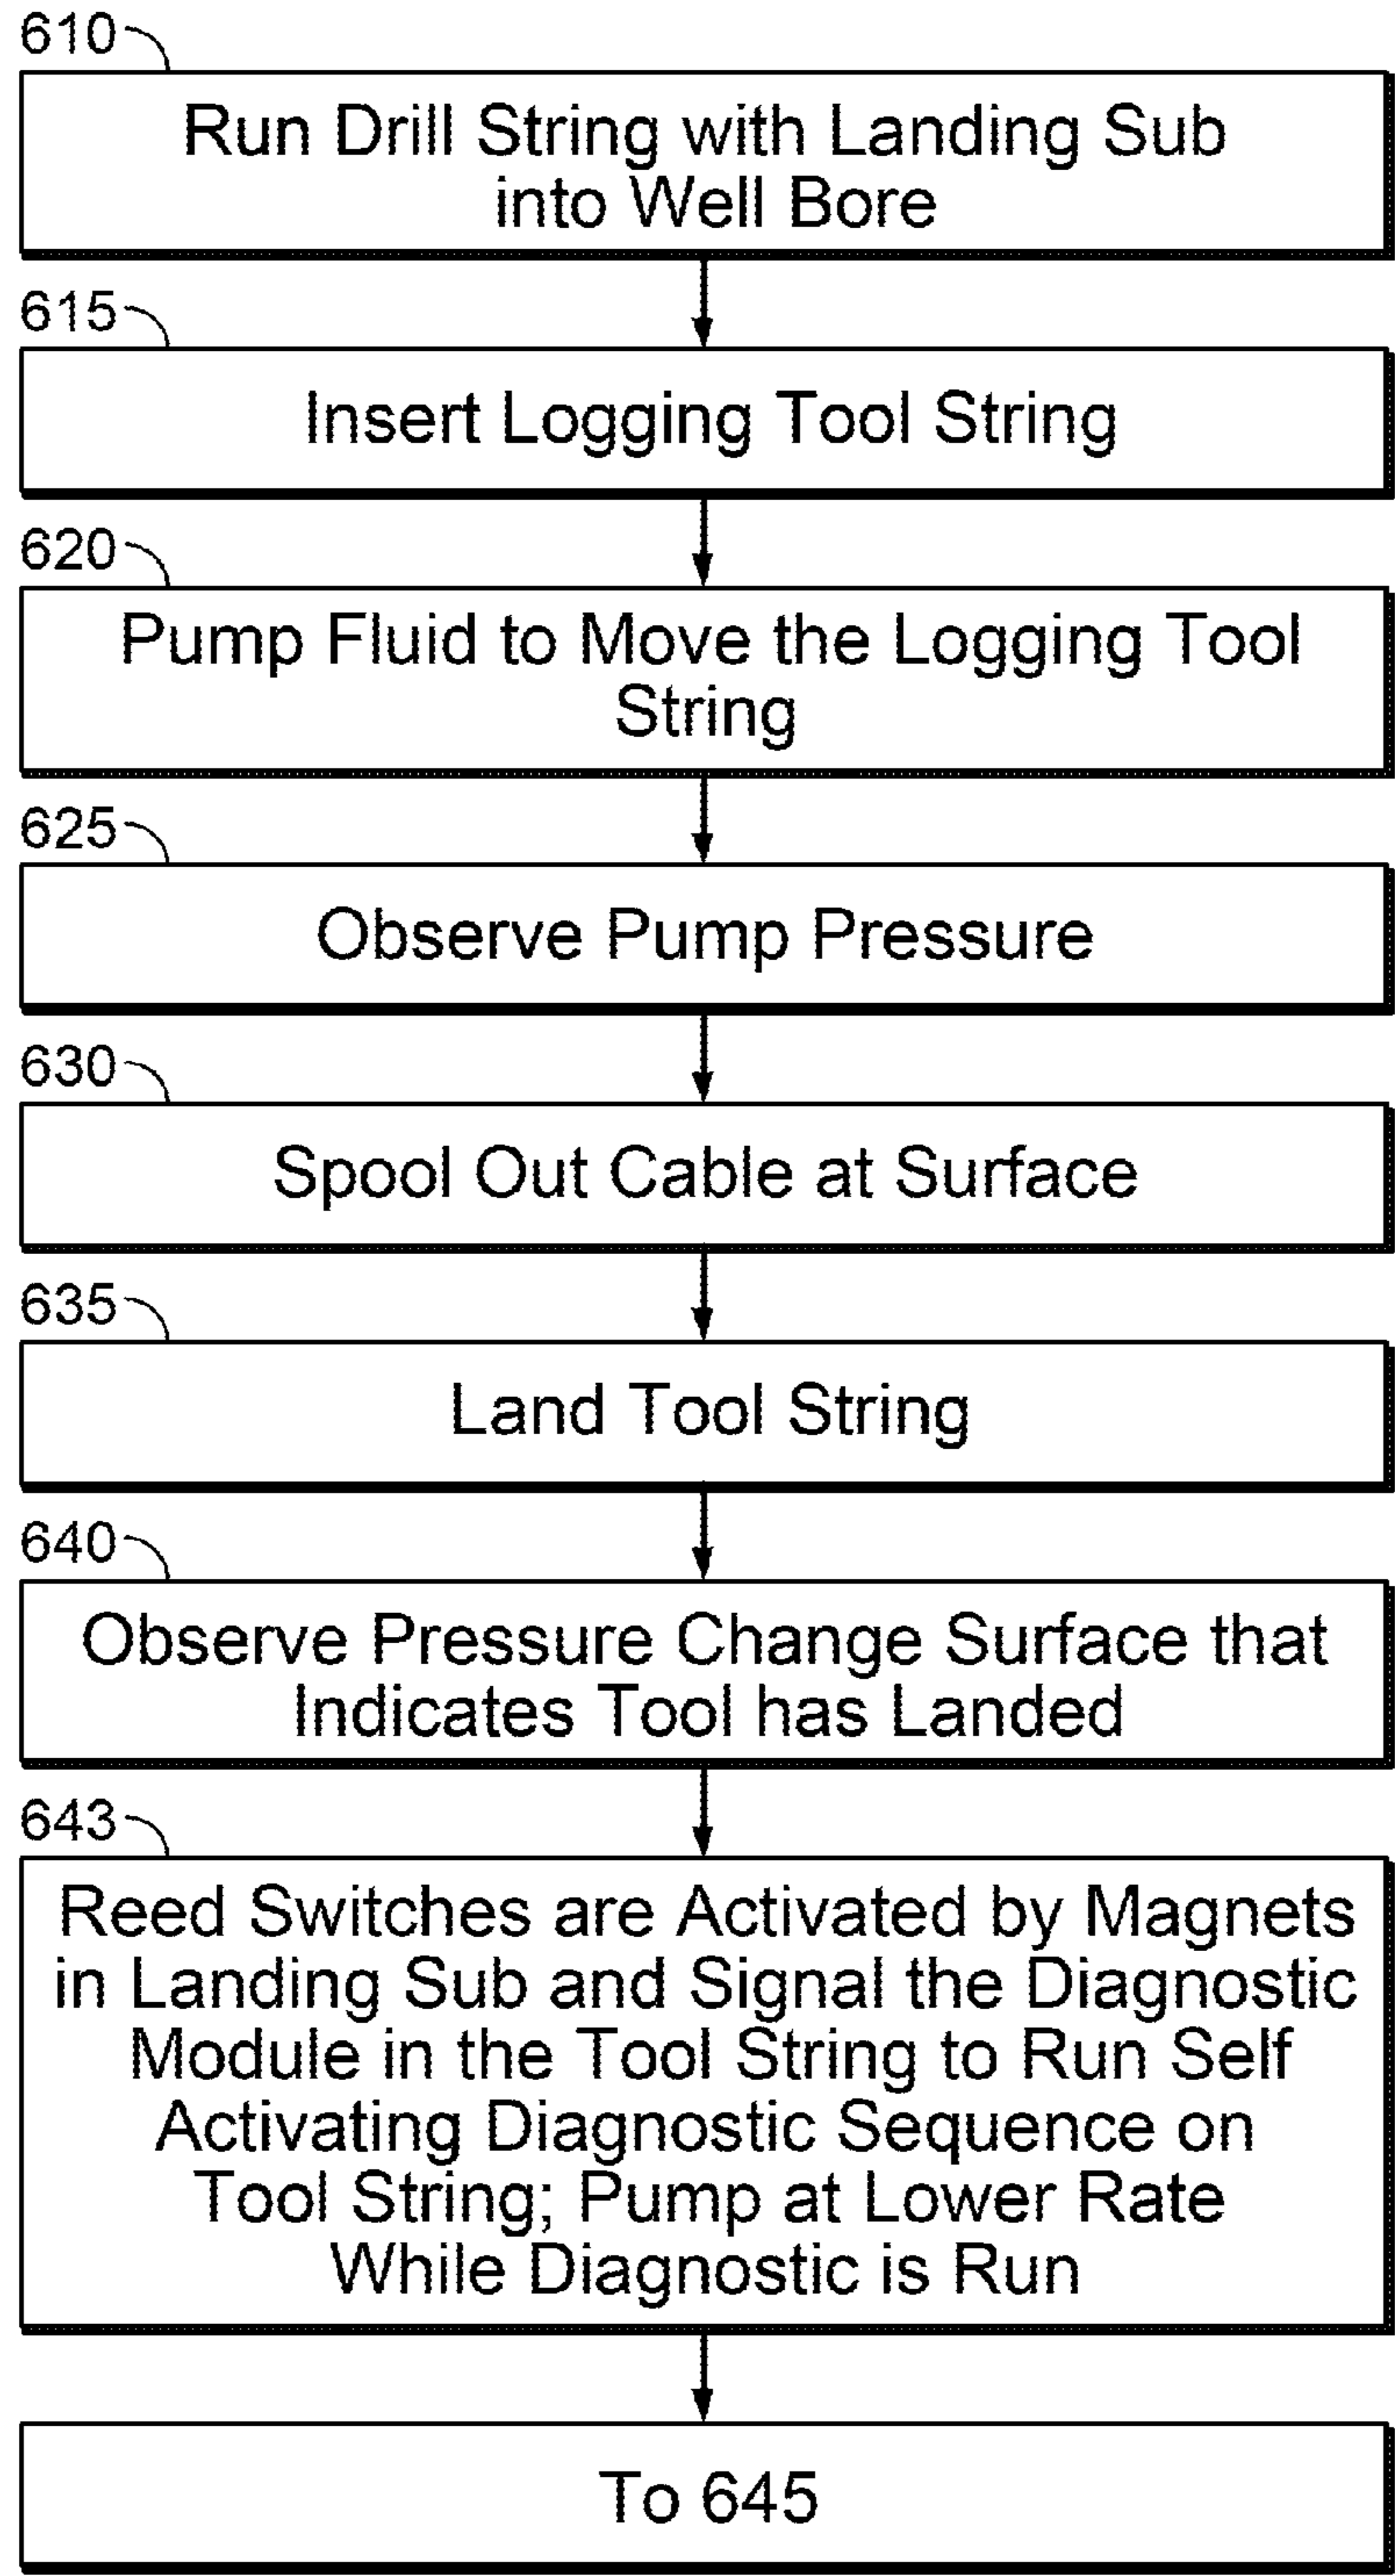 610
Run Drill String with Landing Sub
into Well Bore
615
Insert Logging Tool String
620
Pump Fluid to Move the Logging Tool
String
625
Observe Pump Pressure
630
Spool Out Cable at Surface
635
Land Tool String
640
Observe Pressure Change Surface that
Indicates Tool has Landed
643
Reed Switches are Activated by Magnets
in Landing Sub and Signal the Diagnostic
Module in the Tool String to Run Self
Activating Diagnostic Sequence on
Tool String; Pump at Lower Rate
While Diagnostic is Run
To 645